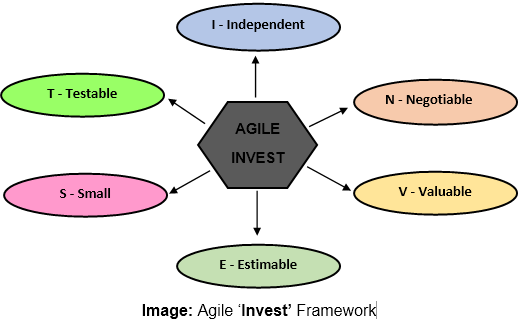 I - Independent
T - Testable
N - Negotiable
AGILE
INVEST
S - Small
V - Valuable
E - Estimable
Image: Agile ‘Invest’ Framework